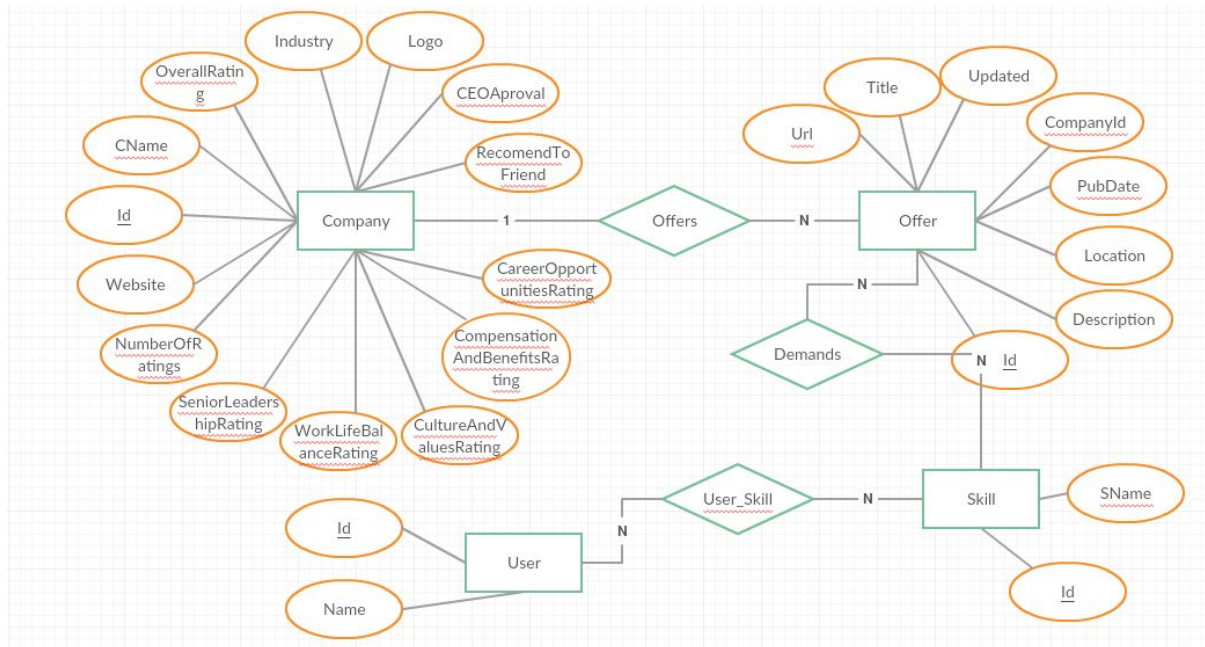 Industry
Logo
OverallRatin
g
CEOAproval
CName
RecomendTo
Friend
Id
Company
Website
NumberOfR
atings
SeniorLeaders
hipRating
WorkLifeBal
anceRating
CultureAndV
aluesRating
Compensation
AndBenefitsRa
ting
CareerOpport
unitiesRating
1
Offers
N
Offer
Url
Title
Updated
CompanyId
PubDate
Location
Description
Id
N
Demands
N
Skill
SName
Id
N
User_Skill
N
User
Id
Name